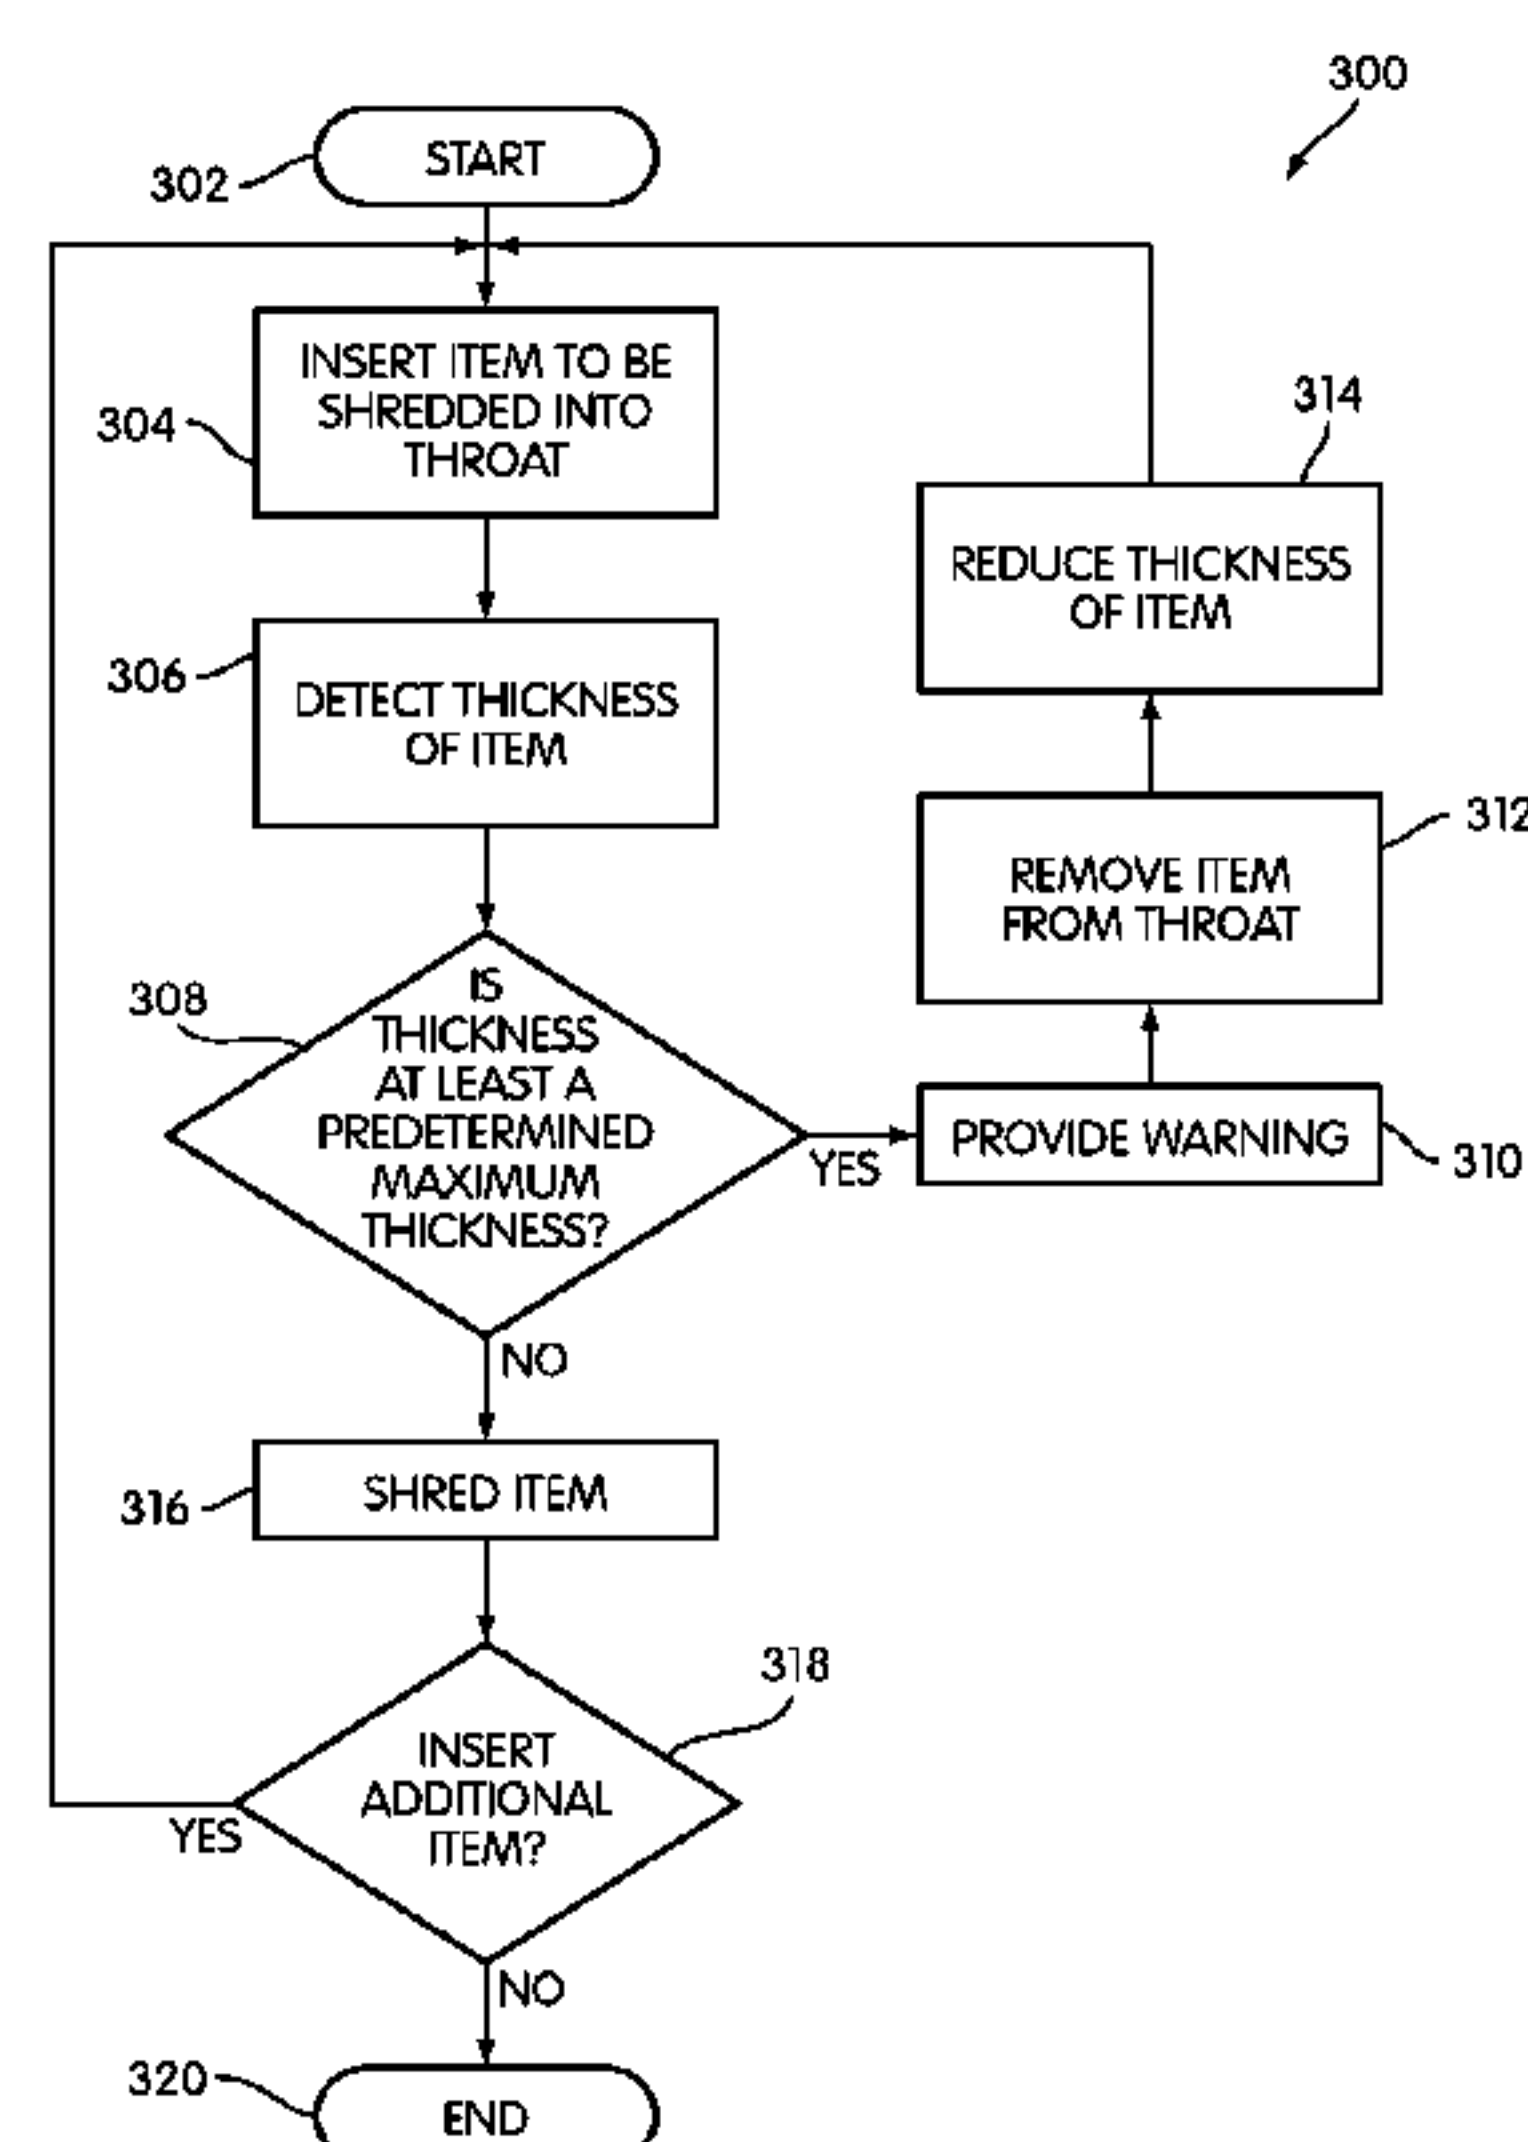 300
START
302
INSERT ITEM TO BE
SHREDDED INTO
THROAT
304
314
REDUCE THICKNESS
OF ITEM
306
DETECT THICKNESS
OF ITEM
312
REMOVE ITEM
FROM THROAT
308
IS
THICKNESS
AT LEAST A
PREDETERMINED
MAXIMUM
THICKNESS?
YES
PROVIDE WARNING
310
NO
316
SHRED ITEM
318
INSERT
ADDITIONAL
ITEM?
YES
NO
320
END